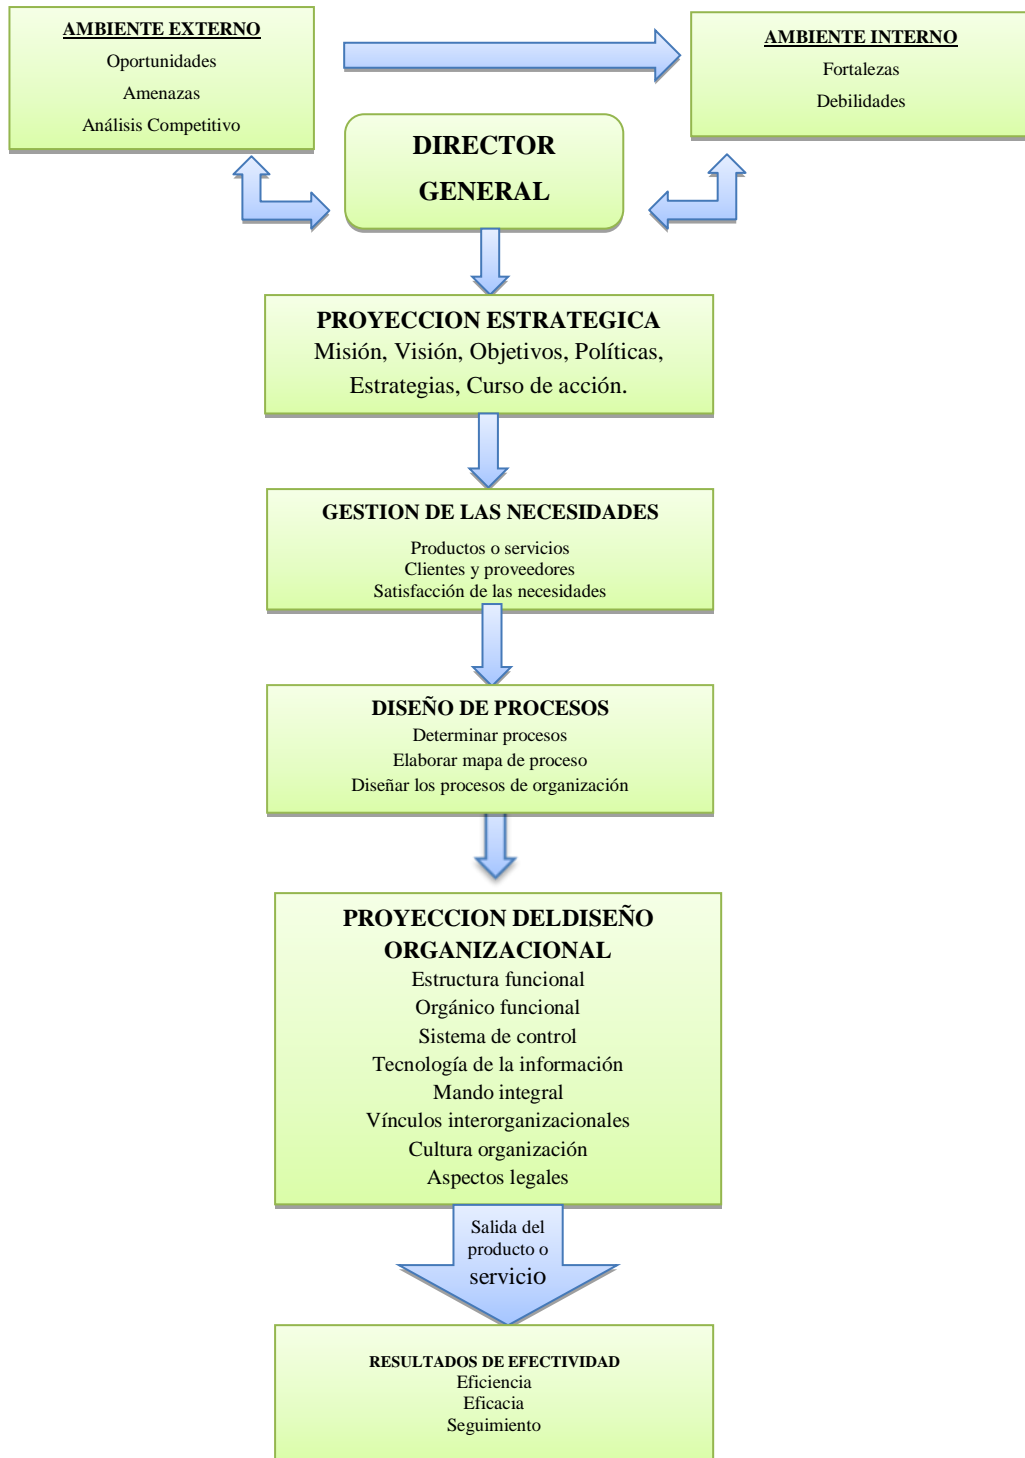 AMBIENTE EXTERNO
Oportunidades
Amenazas
Análisis Competitivo
AMBIENTE INTERNO
Fortalezas
Debilidades
DIRECTOR
GENERAL
PROYECCION ESTRATEGICA
Misión, Visión, Objetivos, Políticas,
Estrategias, Curso de acción.
GESTION DE LAS NECESIDADES
Productos o servicios
Clientes y proveedores
Satisfacción de las necesidades
DISEÑO DE PROCESOS
Determinar procesos
Elaborar mapa de proceso
Diseñar los procesos de organización
PROYECCION DELDISEÑO
ORGANIZACIONAL
Estructura funcional
Orgánico funcional
Sistema de control
Tecnología de la información
Mando integral
Vínculos interorganizacionales
Cultura organización
Aspectos legales
Salida del
producto o
servicio
RESULTADOS DE EFECTIVIDAD
Eficiencia
Eficacia
Seguimiento